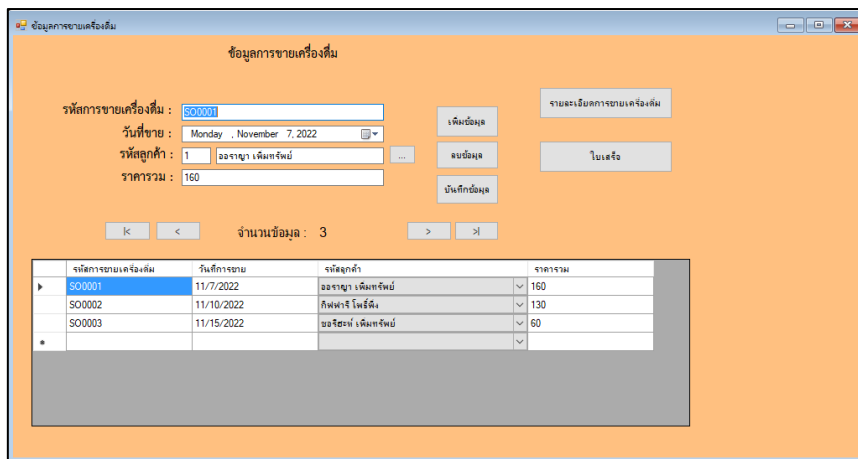 ข้อมูลการขายเครื่องดื่ม
ข้อมูลการขายเครื่องดื่ม
รหัสการขายเครื่องดื่ม : SO0001
วันที่ขาย : Monday , November 7, 2022
รหัสลูกค้า : 1 ออราญา เพิ่มทรัพย์ ...
ราคารวม : 160
เพิ่มข้อมูล
ลบข้อมูล
บันทึกข้อมูล
รายละเอียดการขายเครื่องดื่ม
ใบเสร็จ
|< < จำนวนข้อมูล : 3 > >|
รหัสการขายเครื่องดื่ม วันที่การขาย รหัสลูกค้า ราคารวม
SO0001 11/7/2022 ออราญา เพิ่มทรัพย์ 160
SO0002 11/10/2022 130
SO0003 11/15/2022 เพิ่มทรัพย์ 60